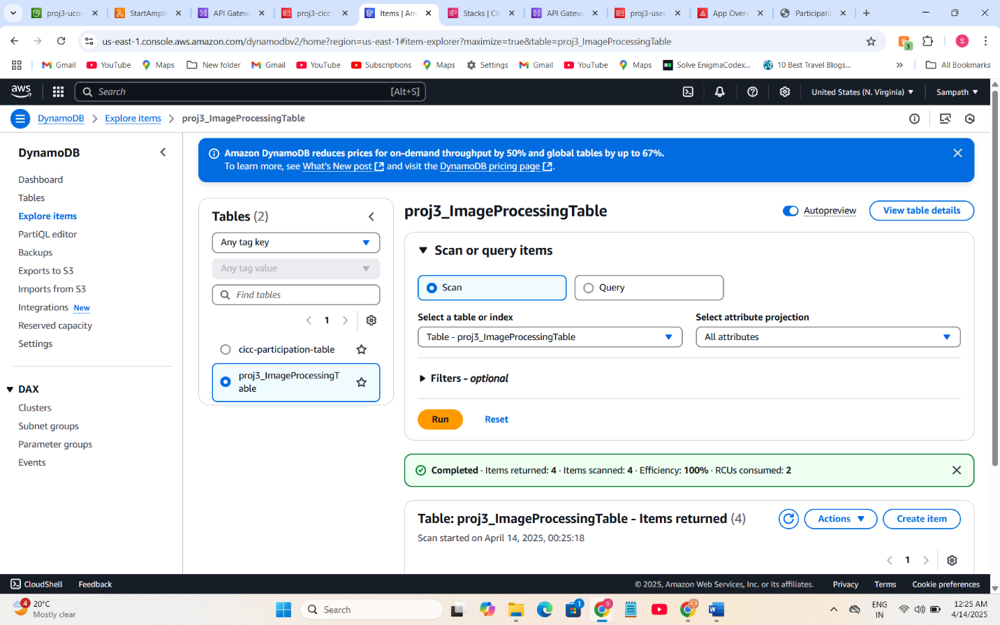 proj3-uco-
StartAmpli
API Gatewa
proj3-cicc-
Items | Am
Stacks | Clo
API Gatewa
proj3-user
App Overv
Participatio
us-east-1.console.aws.amazon.com/dynamodbv2/home?region=us-east-1#item-explorer?maximize=true&table=proj3_ImageProcessingTable
3
S
Gmail
YouTube
Maps
New folder
Gmail
YouTube
Subscriptions
Maps
Settings
Gmail
YouTube
Maps
Solve EnigmaCodex...
10 Best Travel Blogs...
All Bookmarks
aws
Search
[Alt+S]
United States (N. Virginia)
Sampath
DynamoDB
Explore items
proj3_ImageProcessingTable
DynamoDB
Dashboard
Tables
Explore items
PartiQL editor
Backups
Exports to S3
Imports from S3
Integrations New
Reserved capacity
Settings
DAX
Clusters
Subnet groups
Parameter groups
Events
Amazon DynamoDB reduces prices for on-demand throughput by 50% and global tables by up to 67%.
To learn more, see What's New post and visit the DynamoDB pricing page.
Tables (2)
Any tag key
Any tag value
Find tables
1
cicc-participation-table
proj3_ImageProcessingT
able
proj3_ImageProcessingTable
Autopreview
View table details
Scan or query items
Scan
Query
Select a table or index
Select attribute projection
Table - proj3_ImageProcessingTable
All attributes
Filters - optional
Run
Reset
Completed · Items returned: 4 · Items scanned: 4 · Efficiency: 100% · RCUs consumed: 2
Table: proj3_ImageProcessingTable - Items returned (4)
Actions
Create item
Scan started on April 14, 2025, 00:25:18
1
CloudShell
Feedback
© 2025, Amazon Web Services, Inc. or its affiliates.
Privacy
Terms
Cookie preferences
4
20°C
Mostly clear
Search
1
S
ENG
IN
12:25 AM
4/14/2025